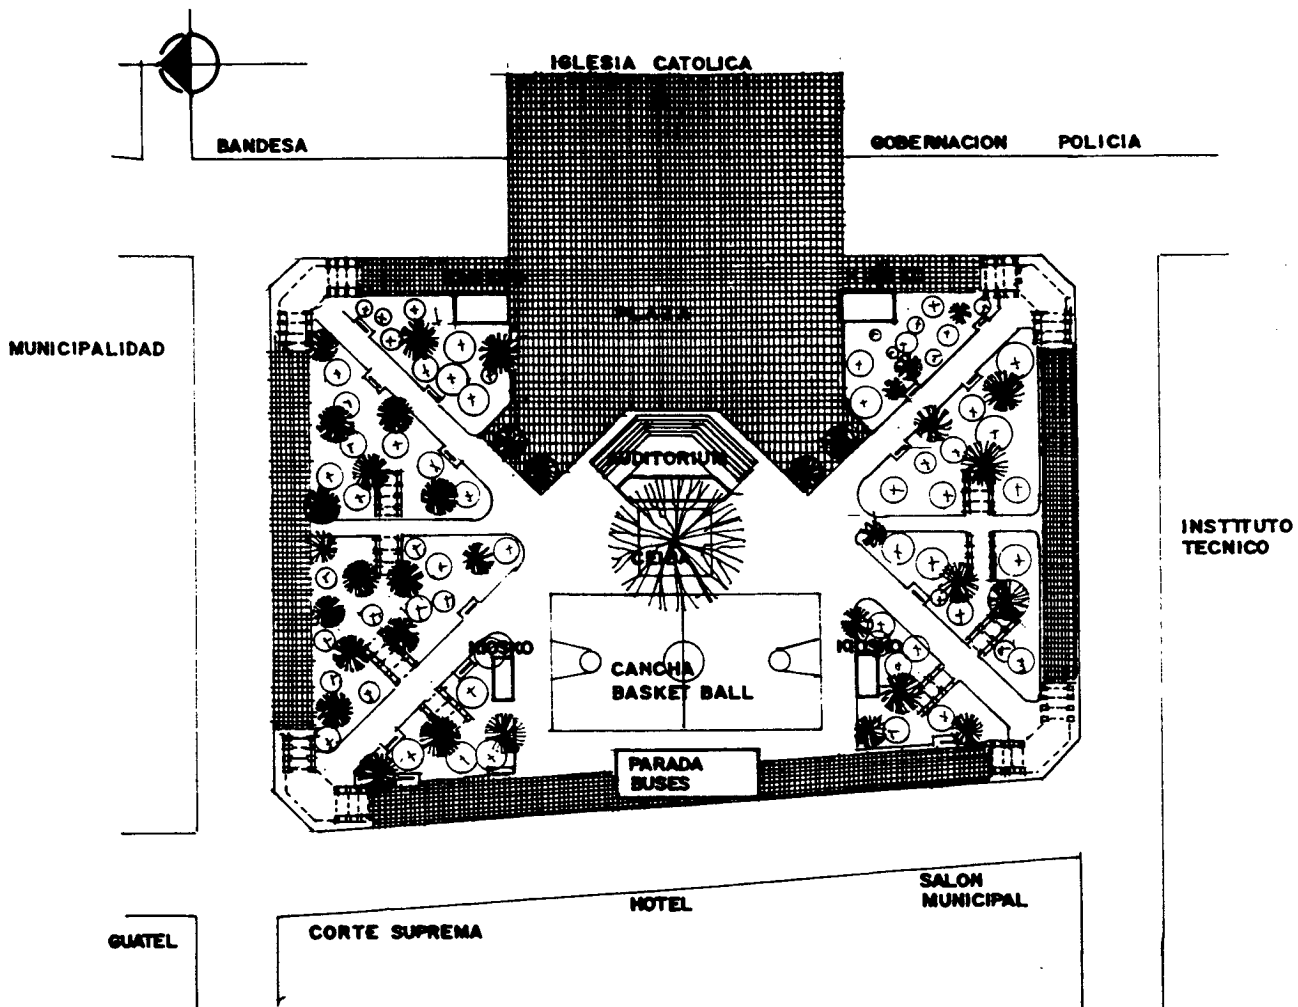 IGLESIA CATOLICA
BANDESA
GOBERNACION
POLICIA
PLAZA
MUNICIPALIDAD
AUDITORIUM
INSTITUTO
TECNICO
CEIBA
KIOSKO
KIOSKO
CANCHA
BASKET BALL
PARADA
BUSES
SALON
MUNICIPAL
HOTEL
CORTE SUPREMA
GUATEL